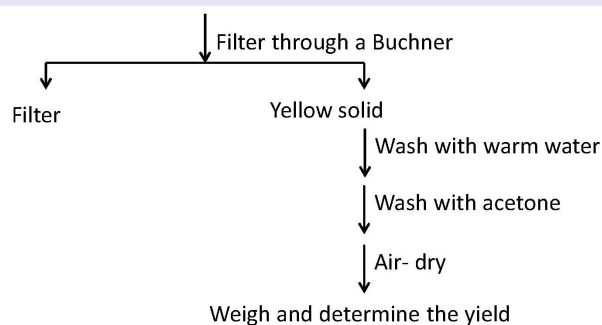 Filter through a Buchner
Filter
Yellow solid
Wash with warm water
Wash with acetone
Air- dry
Weigh and determine the yield